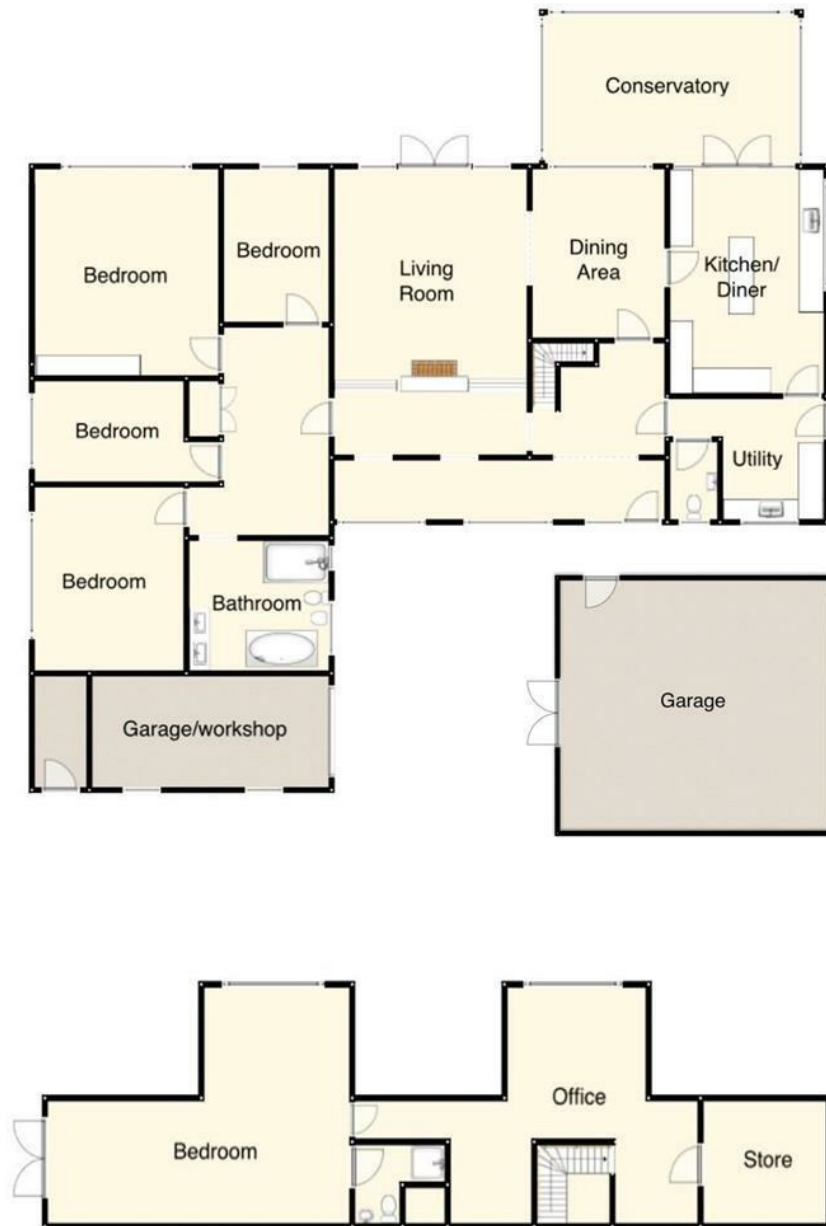 Conservatory
Bedroom
Bedroom
Living
Room
Dining
Area
Kitchen/
Diner
Bedroom
Utility
Bedroom
Bathroom
Garage/workshop
Garage
Bedroom
Office
Store